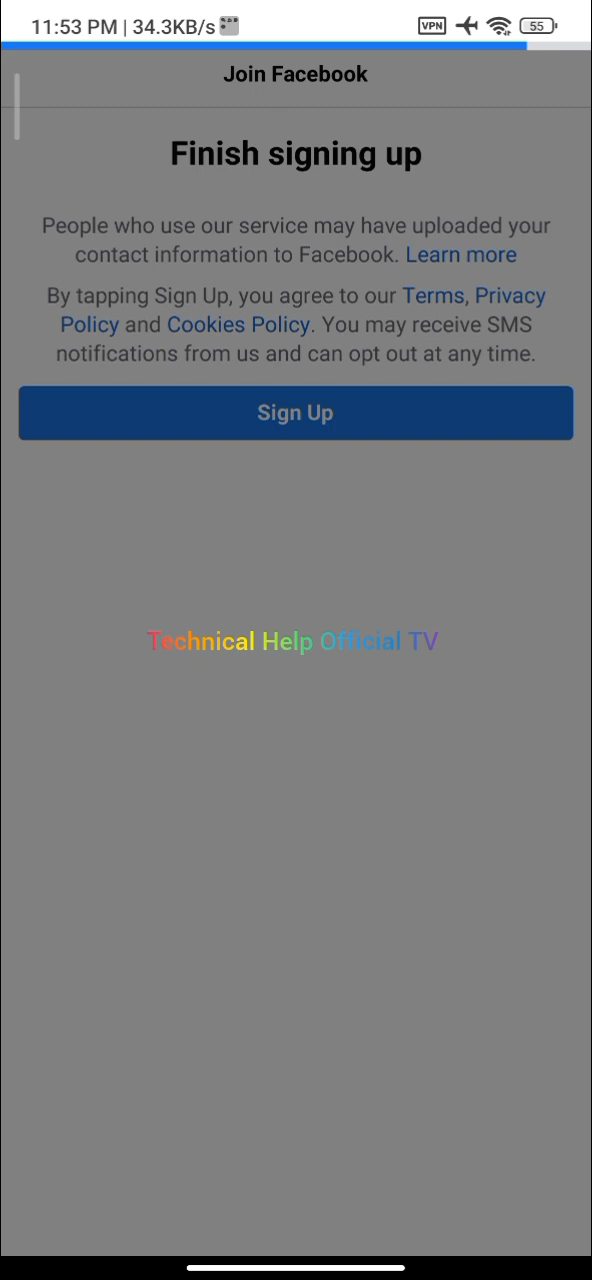 11:53 PM | 34.3KB/s
VPN
55
Join Facebook
Finish signing up
People who use our service may have uploaded your
contact information to Facebook. Learn more
By tapping Sign Up, you agree to our Terms, Privacy
Policy and Cookies Policy. You may receive SMS
notifications from us and can opt out at any time.
Sign Up
Technical Help Official TV